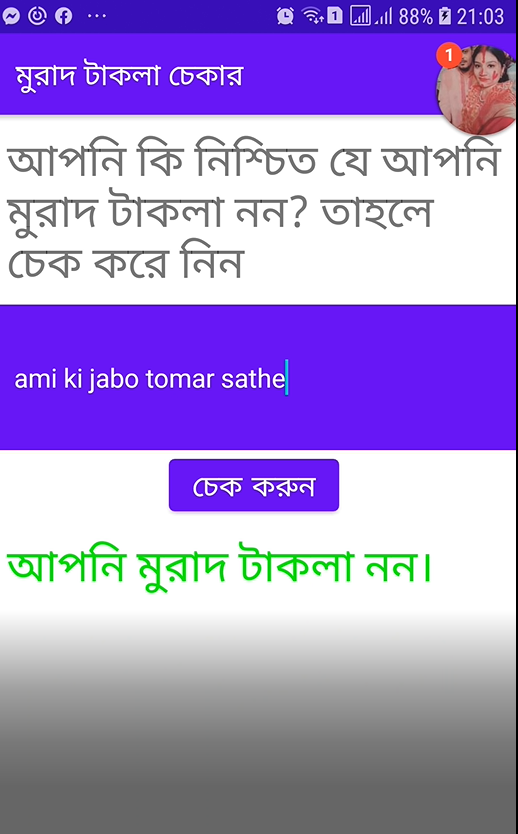 88% 21:03
মুরাদ টাকলা চেকার
1
আপনি কি নিশ্চিত যে আপনি
মুরাদ টাকলা নন? তাহলে
চেক করে নিন
ami ki jabo tomar sathe
চেক করুন
আপনি মুরাদ টাকলা নন।